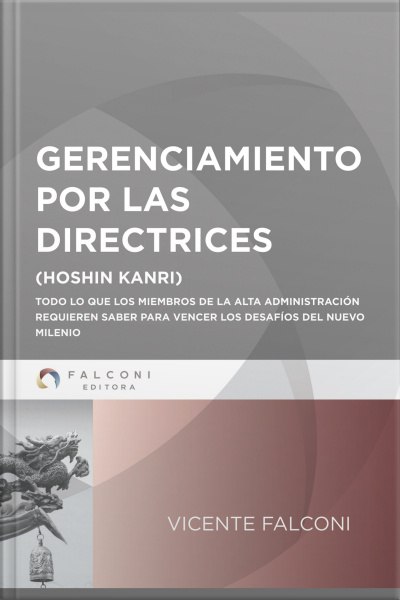 GERENCIAMIENTO
POR LAS
DIRECTRICES
(HOSHIN KANRI)
TODO LO QUE LOS MIEMBROS DE LA ALTA ADMINISTRACIÓN
REQUIEREN SABER PARA VENCER LOS DESAFÍOS DEL NUEVO
MILENIO
FALCONI
EDITORA
VICENTE FALCONI